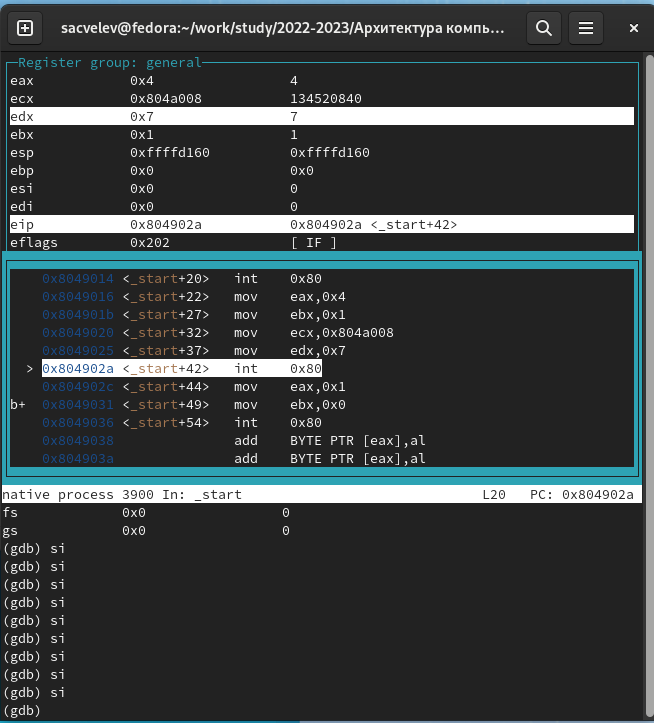 sacvelev@fedora:~/work/study/2022-2023/Архитектура компь...
Register group: general
eax 0x4 4
ecx 0x804a008 134520840
edx 0x7 7
ebx 0x1 1
esp 0xffffd160 0xffffd160
ebp 0x0 0x0
esi 0x0 0
edi 0x0 0
eip 0x804902a 0x804902a <_start+42>
eflags 0x202 [ IF ]
0x8049014 <_start+20> int 0x80
0x8049016 <_start+22> mov eax,0x4
0x804901b <_start+27> mov ebx,0x1
0x8049020 <_start+32> mov ecx,0x804a008
0x8049025 <_start+37> mov edx,0x7
> 0x804902a <_start+42> int 0x80
0x804902c <_start+44> mov eax,0x1
b+ 0x8049031 <_start+49> mov ebx,0x0
0x8049036 <_start+54> int 0x80
0x8049038 add BYTE PTR [eax],al
0x804903a add BYTE PTR [eax],al
native process 3900 In: _start L20 PC: 0x804902a
fs 0x0 0
gs 0x0 0
(gdb) si
(gdb) si
(gdb) si
(gdb) si
(gdb) si
(gdb) si
(gdb) si
(gdb) si
(gdb) si
(gdb)